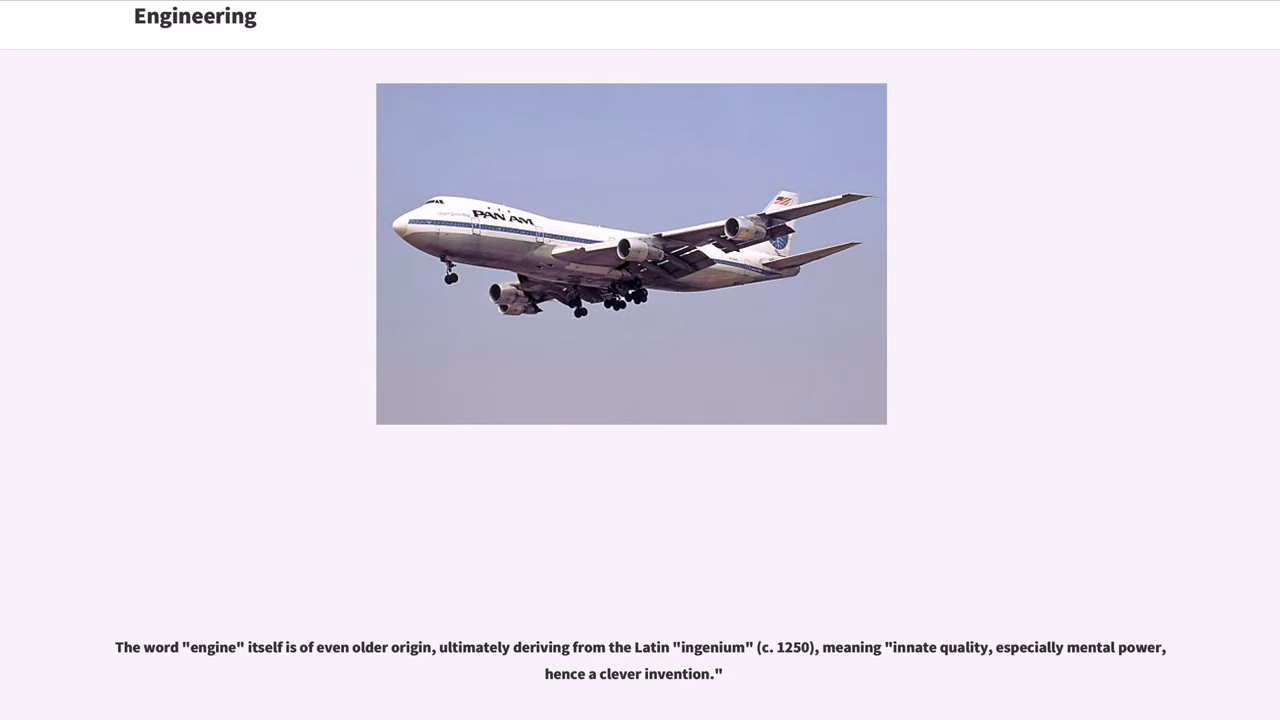 Engineering
PAN AM
The word "engine" itself is of even older origin, ultimately deriving from the Latin "ingenium" (c. 1250), meaning "innate quality, especially mental power,
hence a clever invention."